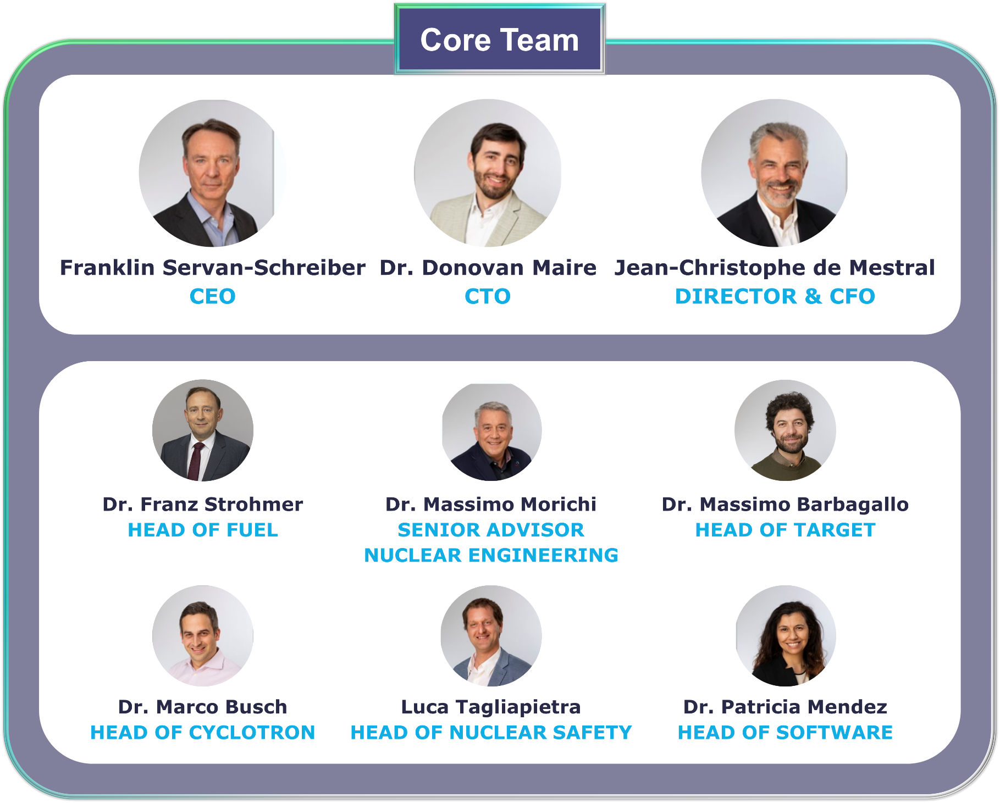 Core Team
Franklin Servan-Schreiber
CEO
Dr. Donovan Maire
CTO
Jean-Christophe de Mestral
DIRECTOR & CFO
Dr. Franz Strohmer
HEAD OF FUEL
Dr. Massimo Morichi
SENIOR ADVISOR
NUCLEAR ENGINEERING
Dr. Massimo Barbagallo
HEAD OF TARGET
Dr. Marco Busch
HEAD OF CYCLOTRON
Luca Tagliapietra
HEAD OF NUCLEAR SAFETY
Dr. Patricia Mendez
HEAD OF SOFTWARE